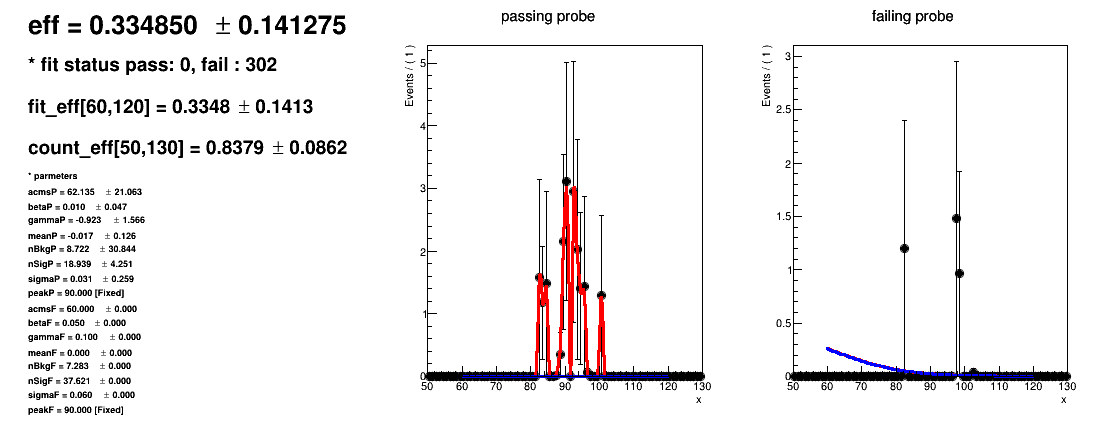 eff = 0.334850 ± 0.141275
* fit status pass: 0, fail : 302
fit_eff[60,120] = 0.3348 ± 0.1413
count_eff[50,130] = 0.8379 ± 0.0862
* parmeters
acmsP = 62.135 ± 21.063
betaP = 0.010 ± 0.047
gammaP = -0.923 ± 1.566
meanP = -0.017 ± 0.126
nBkgP = 8.722 ± 30.844
nSigP = 18.939 ± 4.251
sigmaP = 0.031 ± 0.259
peakP = 90.000 [Fixed]
acmsF = 60.000 ± 0.000
betaF = 0.050 ± 0.000
gammaF = 0.100 ± 0.000
meanF = 0.000 ± 0.000
nBkgF = 7.283 ± 0.000
nSigF = 37.621 ± 0.000
sigmaF = 0.060 ± 0.000
peakF = 90.000 [Fixed]
passing probe
Events / ( 1 )
5
4
3
2
1
0
50 60 70 80 90 100 110 120 130
x
failing probe
Events / ( 1 )
3
2.5
2
1.5
1
0.5
0
50 60 70 80 90 100 110 120 130
x